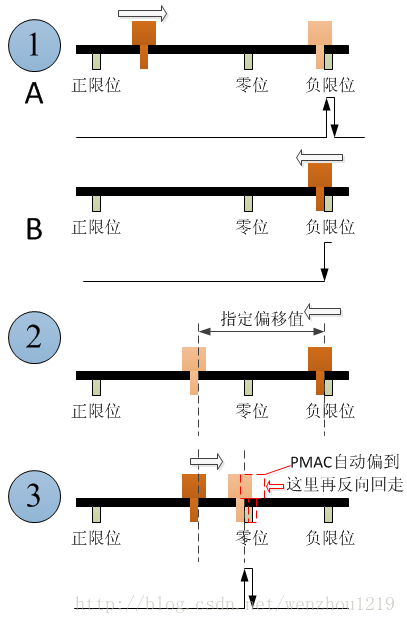 1
A
正限位 零位 负限位
B
正限位 零位 负限位
2
指定偏移值
正限位 零位 负限位
3
PMAC自动偏到
这里再反向回走
正限位 零位 负限位
http://blog.csdn.net/wenzhou1219